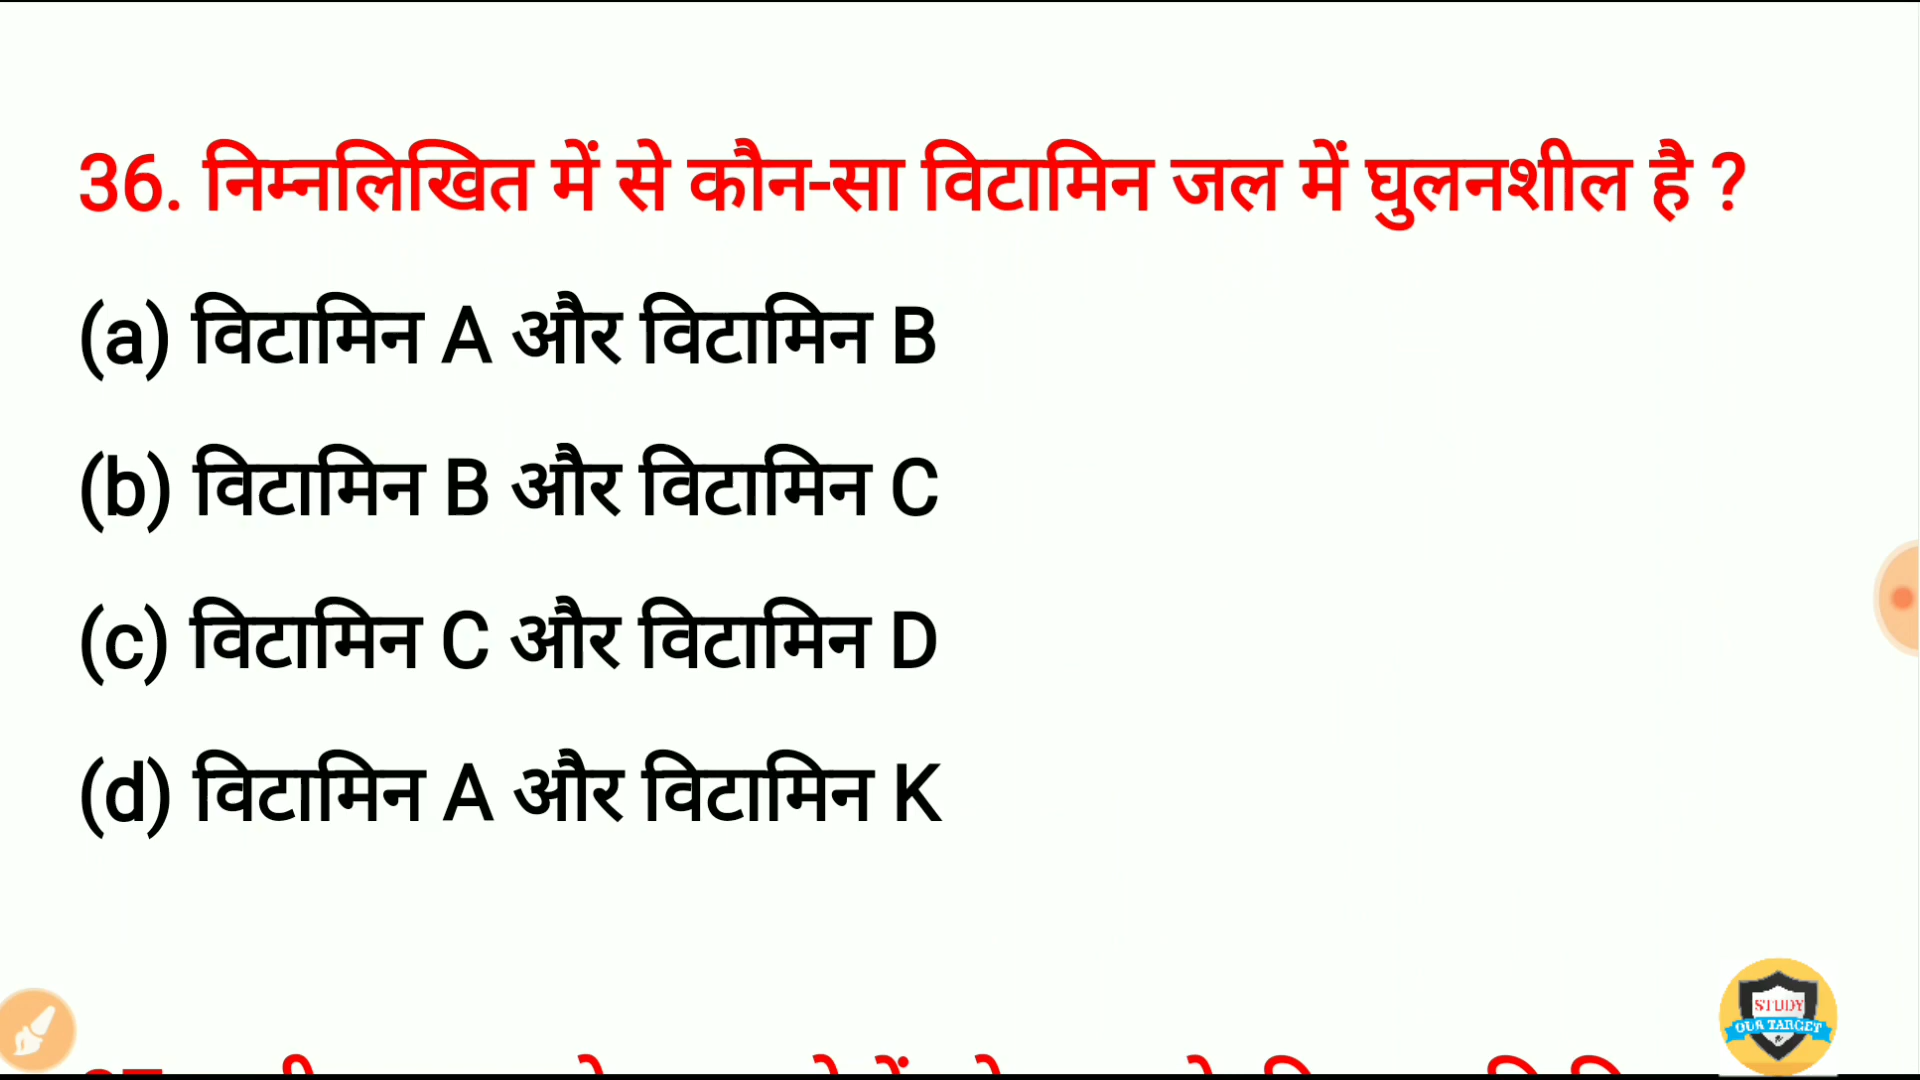 36. निम्नलिखित में से कौन-सा विटामिन जल में घुलनशील है ?
(a) विटामिन A और विटामिन B
(b) विटामिन B और विटामिन C
(c) विटामिन C और विटामिन D
(d) विटामिन A और विटामिन K
STUDY
OUR TARGET